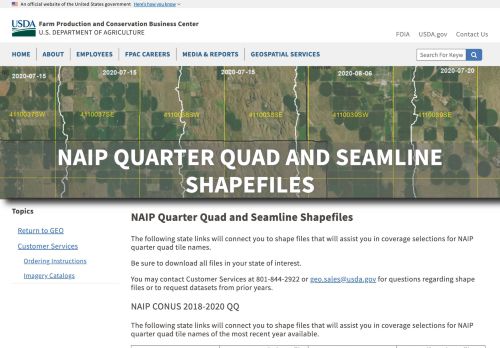 An official website of the United States government Here's how you know
USDA Farm Production and Conservation Business Center
U.S. DEPARTMENT OF AGRICULTURE
FOIA USDA.gov Contact Us
HOME ABOUT EMPLOYEES FPAC CAREERS MEDIA & REPORTS GEOSPATIAL SERVICES
Search For Keyw
2020-07-15 2020-07-15 2020-07-15 2020-08-06 2020-07-20
4110037SW 4110037SE 4110038SW 4110038SE 4110039SW 4110039SE
NAIP QUARTER QUAD AND SEAMLINE
SHAPEFILES
Topics
Return to GEO
Customer Services
Ordering Instructions
Imagery Catalogs
NAIP Quarter Quad and Seamline Shapefiles
The following state links will connect you to shape files that will assist you in coverage selections for NAIP
quarter quad tile names.
Be sure to download all files in your state of interest.
You may contact Customer Services at 801-844-2922 or geo.sales@usda.gov for questions regarding shape
files or to request datasets from prior years.
NAIP CONUS 2018-2020 QQ
The following state links will connect you to shape files that will assist you in coverage selections for NAIP
quarter quad tile names of the most recent year available.